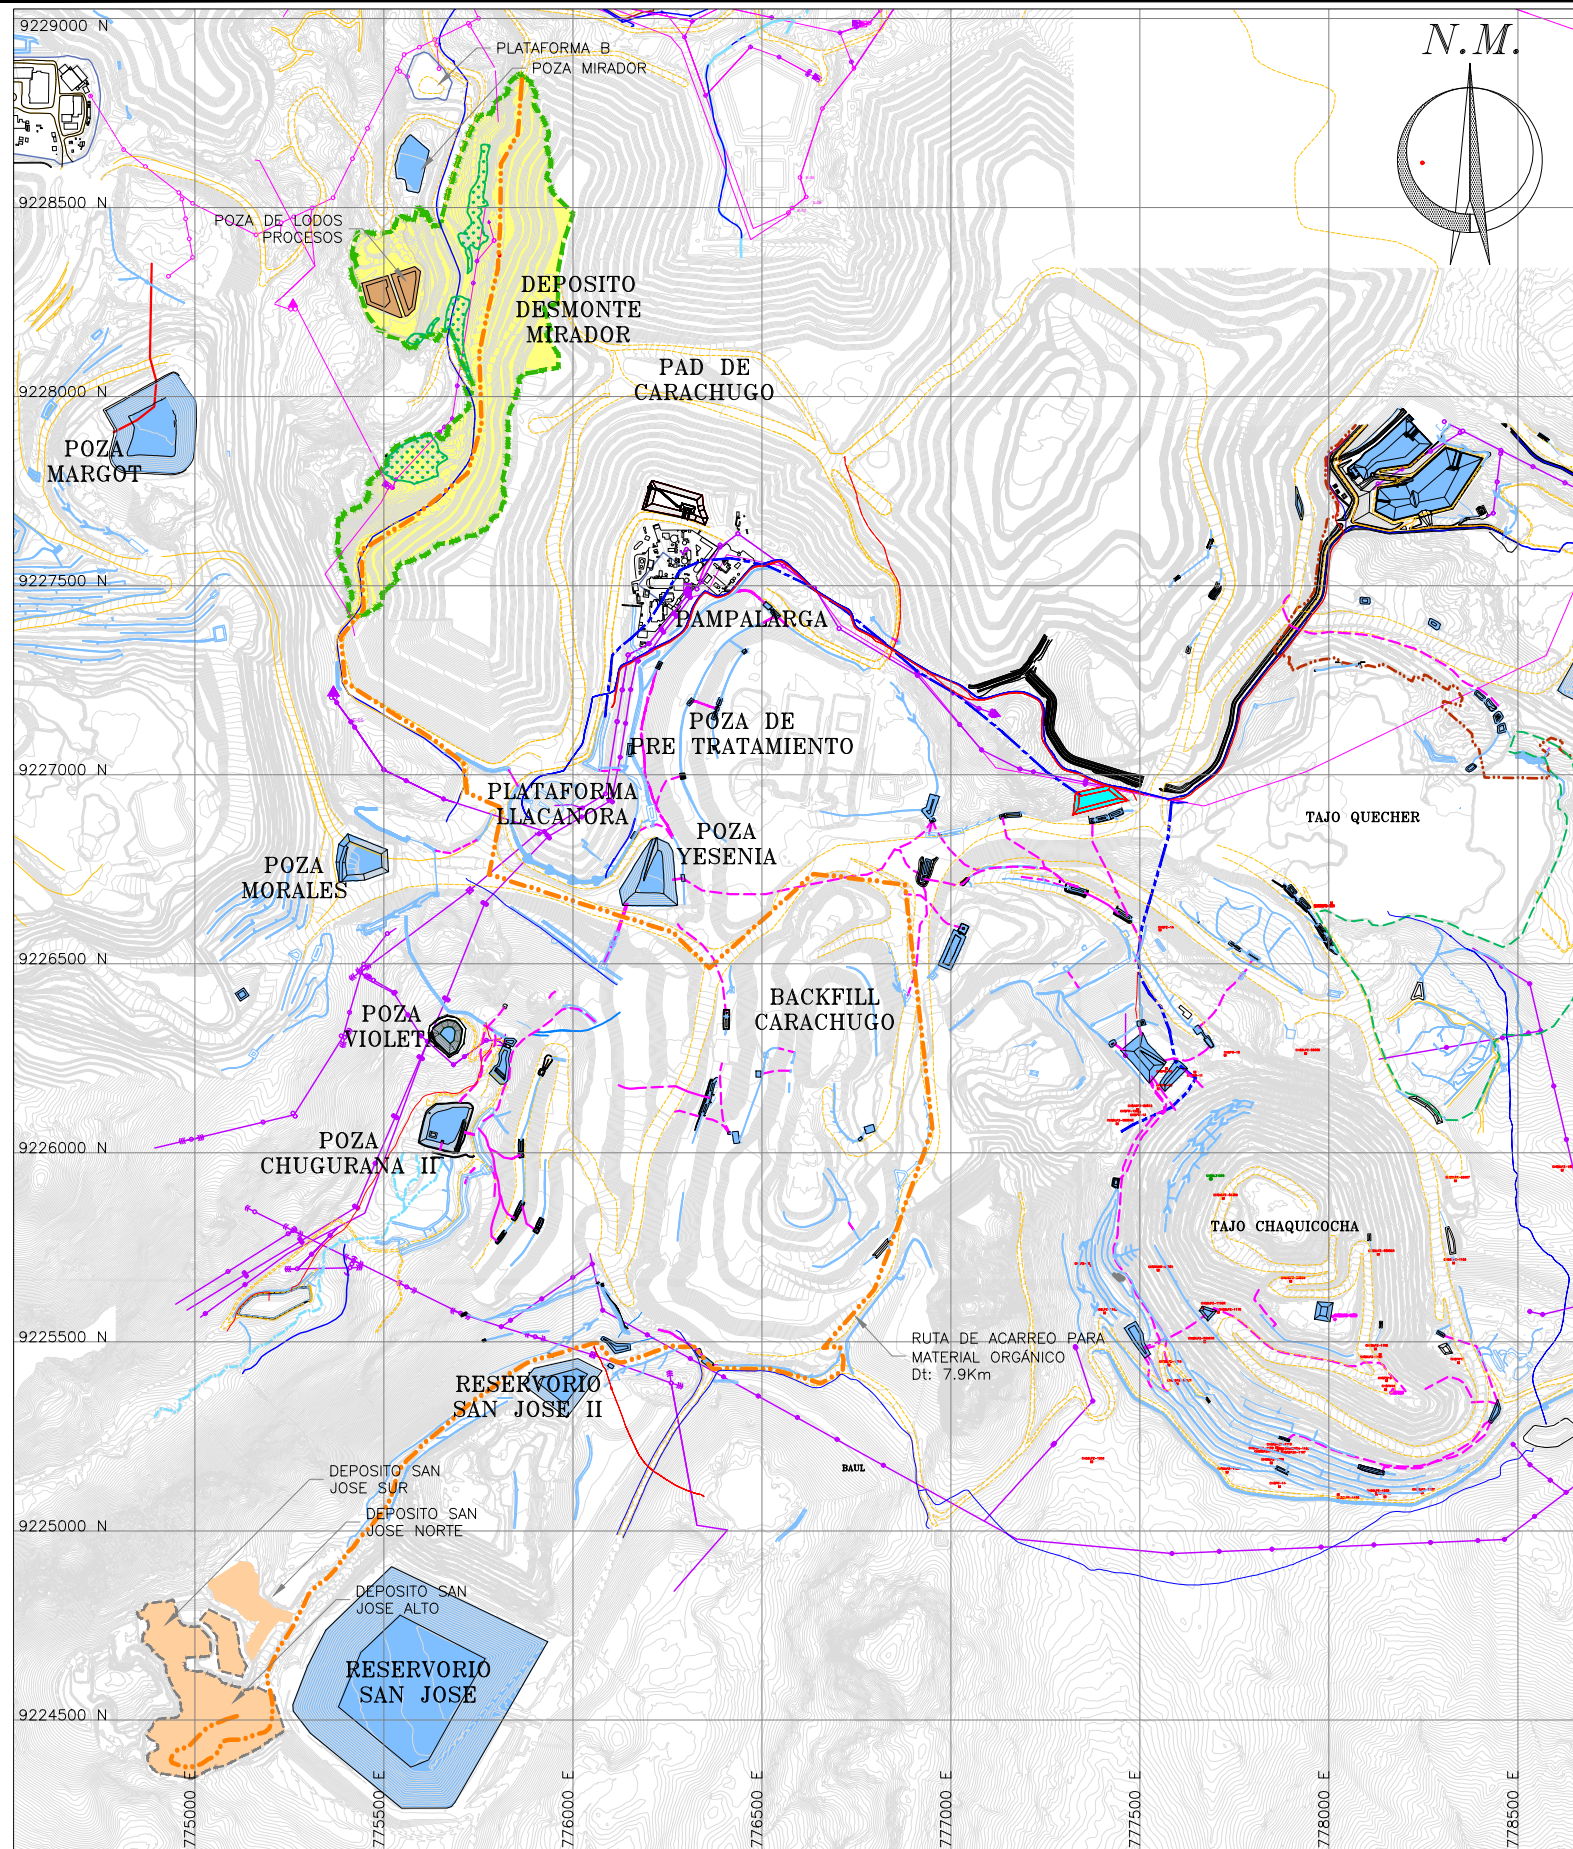 9229000 N
N.M.
PLATAFORMA B
POZA MIRADOR
9228500 N
POZA DE LODOS
PROCESOS
DEPOSITO
DESMONTE
MIRADOR
PAD DE
CARACHUGO
9228000 N
POZA
MARGOT
9227500 N
PAMPALARGA
POZA DE
PRE TRATAMIENTO
9227000 N
PLATAFORMA
LLACANORA
TAJO QUECHER
POZA
YESENIA
POZA
MORALES
9226500 N
BACKFILL
CARACHUGO
POZA
VIOLETA
POZA
CHUGURANA II
9226000 N
TAJO CHAQUICOCHA
9225500 N
RUTA DE ACARREO PARA
MATERIAL ORGÁNICO
Dt: 7.9Km
RESERVORIO
SAN JOSE II
BAUL
DEPOSITO SAN
JOSE SUR
DEPOSITO SAN
JOSE NORTE
9225000 N
DEPOSITO SAN
JOSE ALTO
RESERVORIO
SAN JOSE
9224500 N
775000 E
775500 E
776000 E
776500 E
777000 E
777500 E
778000 E
778500 E